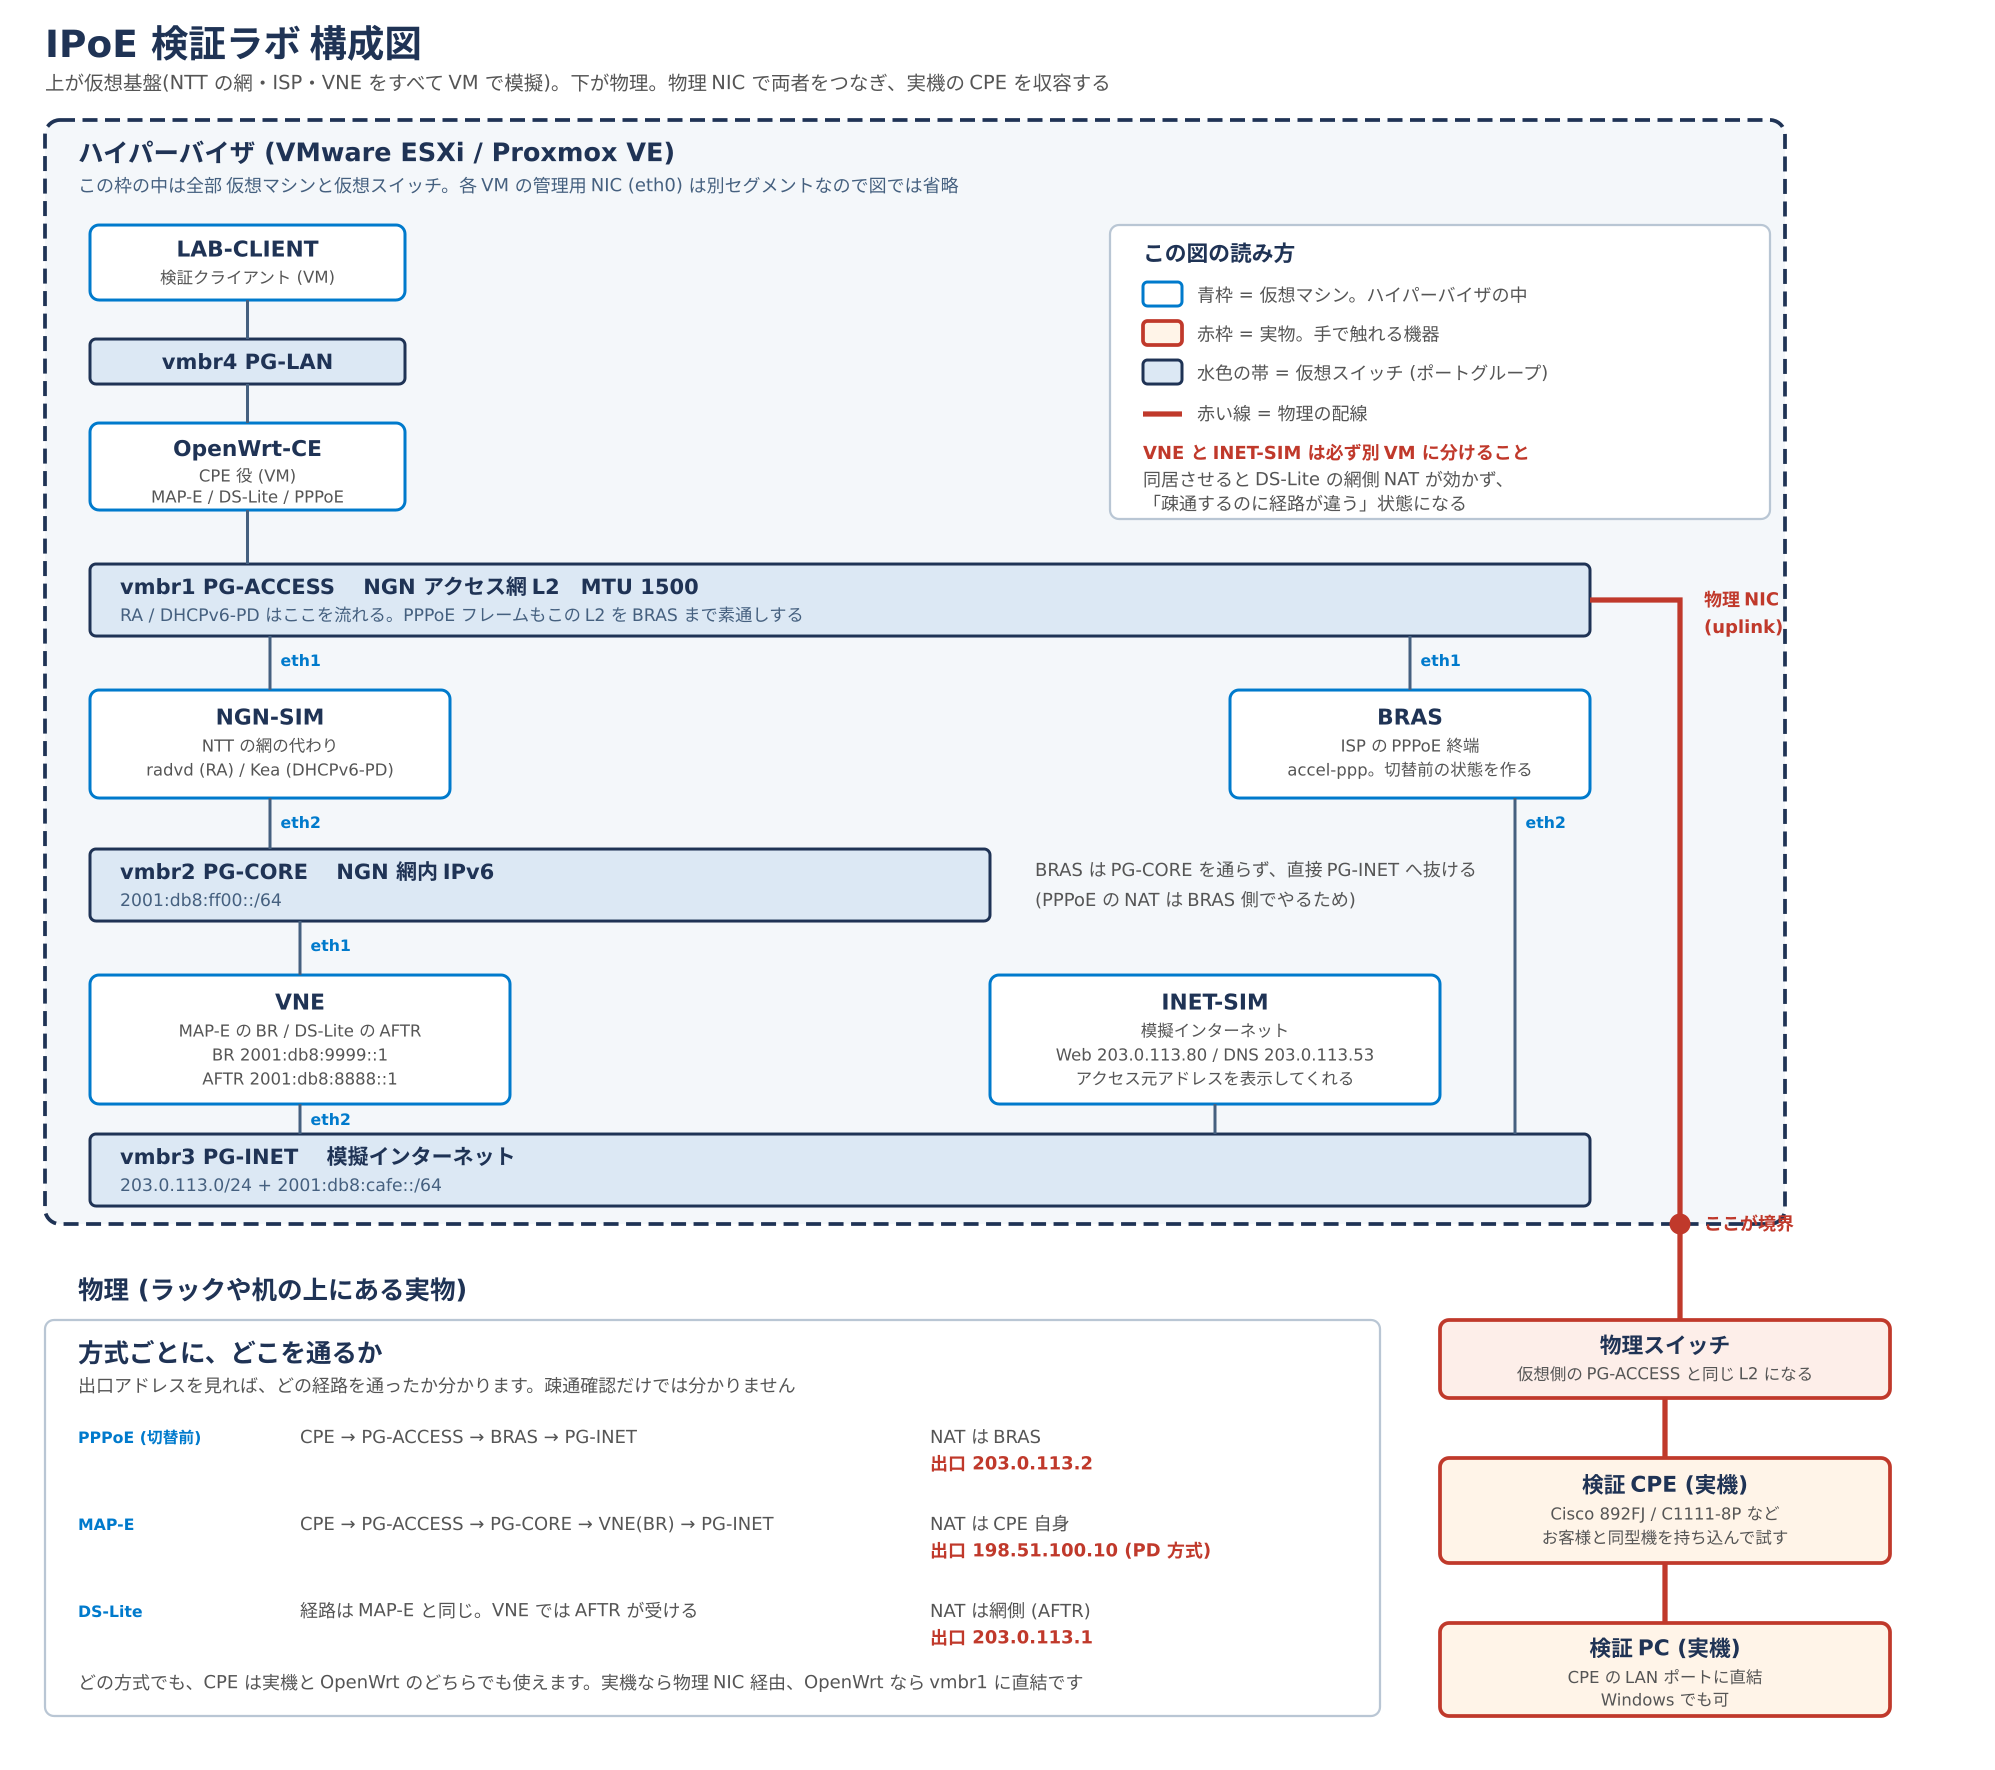 IPoE 検証ラボ 構成図
上が仮想基盤(NTT の網・ISP・VNE をすべて VM で模擬)。下が物理。物理 NIC で両者をつなぎ、実機の CPE を収容する
ハイパーバイザ (VMware ESXi / Proxmox VE)
この枠の中は全部 仮想マシンと仮想スイッチ。各 VM の管理用 NIC (eth0) は別セグメントなので図では省略
LAB-CLIENT
検証クライアント (VM)
vmbr4 PG-LAN
OpenWrt-CE
CPE 役 (VM)
MAP-E / DS-Lite / PPPoE
この図の読み方
青枠 = 仮想マシン。ハイパーバイザの中
赤枠 = 実物。手で触れる機器
水色の帯 = 仮想スイッチ (ポートグループ)
赤い線 = 物理の配線
VNE と INET-SIM は必ず別 VM に分けること
同居させると DS-Lite の網側 NAT が効かず、
「疎通するのに経路が違う」状態になる
vmbr1 PG-ACCESS NGN アクセス網 L2 MTU 1500
RA / DHCPv6-PD はここを流れる。PPPoE フレームもこの L2 を BRAS まで素通しする
物理 NIC
(uplink)
eth1
eth1
NGN-SIM
NTT の網の代わり
radvd (RA) / Kea (DHCPv6-PD)
BRAS
ISP の PPPoE 終端
accel-ppp。切替前の状態を作る
eth2
eth2
vmbr2 PG-CORE NGN 網内 IPv6
2001:db8:ff00::/64
BRAS は PG-CORE を通らず、直接 PG-INET へ抜ける
(PPPoE の NAT は BRAS 側でやるため)
eth1
VNE
MAP-E の BR / DS-Lite の AFTR
BR 2001:db8:9999::1
AFTR 2001:db8:8888::1
INET-SIM
模擬インターネット
Web 203.0.113.80 / DNS 203.0.113.53
アクセス元アドレスを表示してくれる
eth2
vmbr3 PG-INET 模擬インターネット
203.0.113.0/24 + 2001:db8:cafe::/64
ここが境界
物理 (ラックや机の上にある実物)
方式ごとに、どこを通るか
出口アドレスを見れば、どの経路を通ったか分かります。疎通確認だけでは分かりません
PPPoE (切替前)
CPE → PG-ACCESS → BRAS → PG-INET
NAT は BRAS
出口 203.0.113.2
MAP-E
CPE → PG-ACCESS → PG-CORE → VNE(BR) → PG-INET
NAT は CPE 自身
出口 198.51.100.10 (PD 方式)
DS-Lite
経路は MAP-E と同じ。VNE では AFTR が受ける
NAT は網側 (AFTR)
出口 203.0.113.1
どの方式でも、CPE は実機と OpenWrt のどちらでも使えます。実機なら物理 NIC 経由、OpenWrt なら vmbr1 に直結です
物理スイッチ
仮想側の PG-ACCESS と同じ L2 になる
検証 CPE (実機)
Cisco 892FJ / C1111-8P など
お客様と同型機を持ち込んで試す
検証 PC (実機)
CPE の LAN ポートに直結
Windows でも可